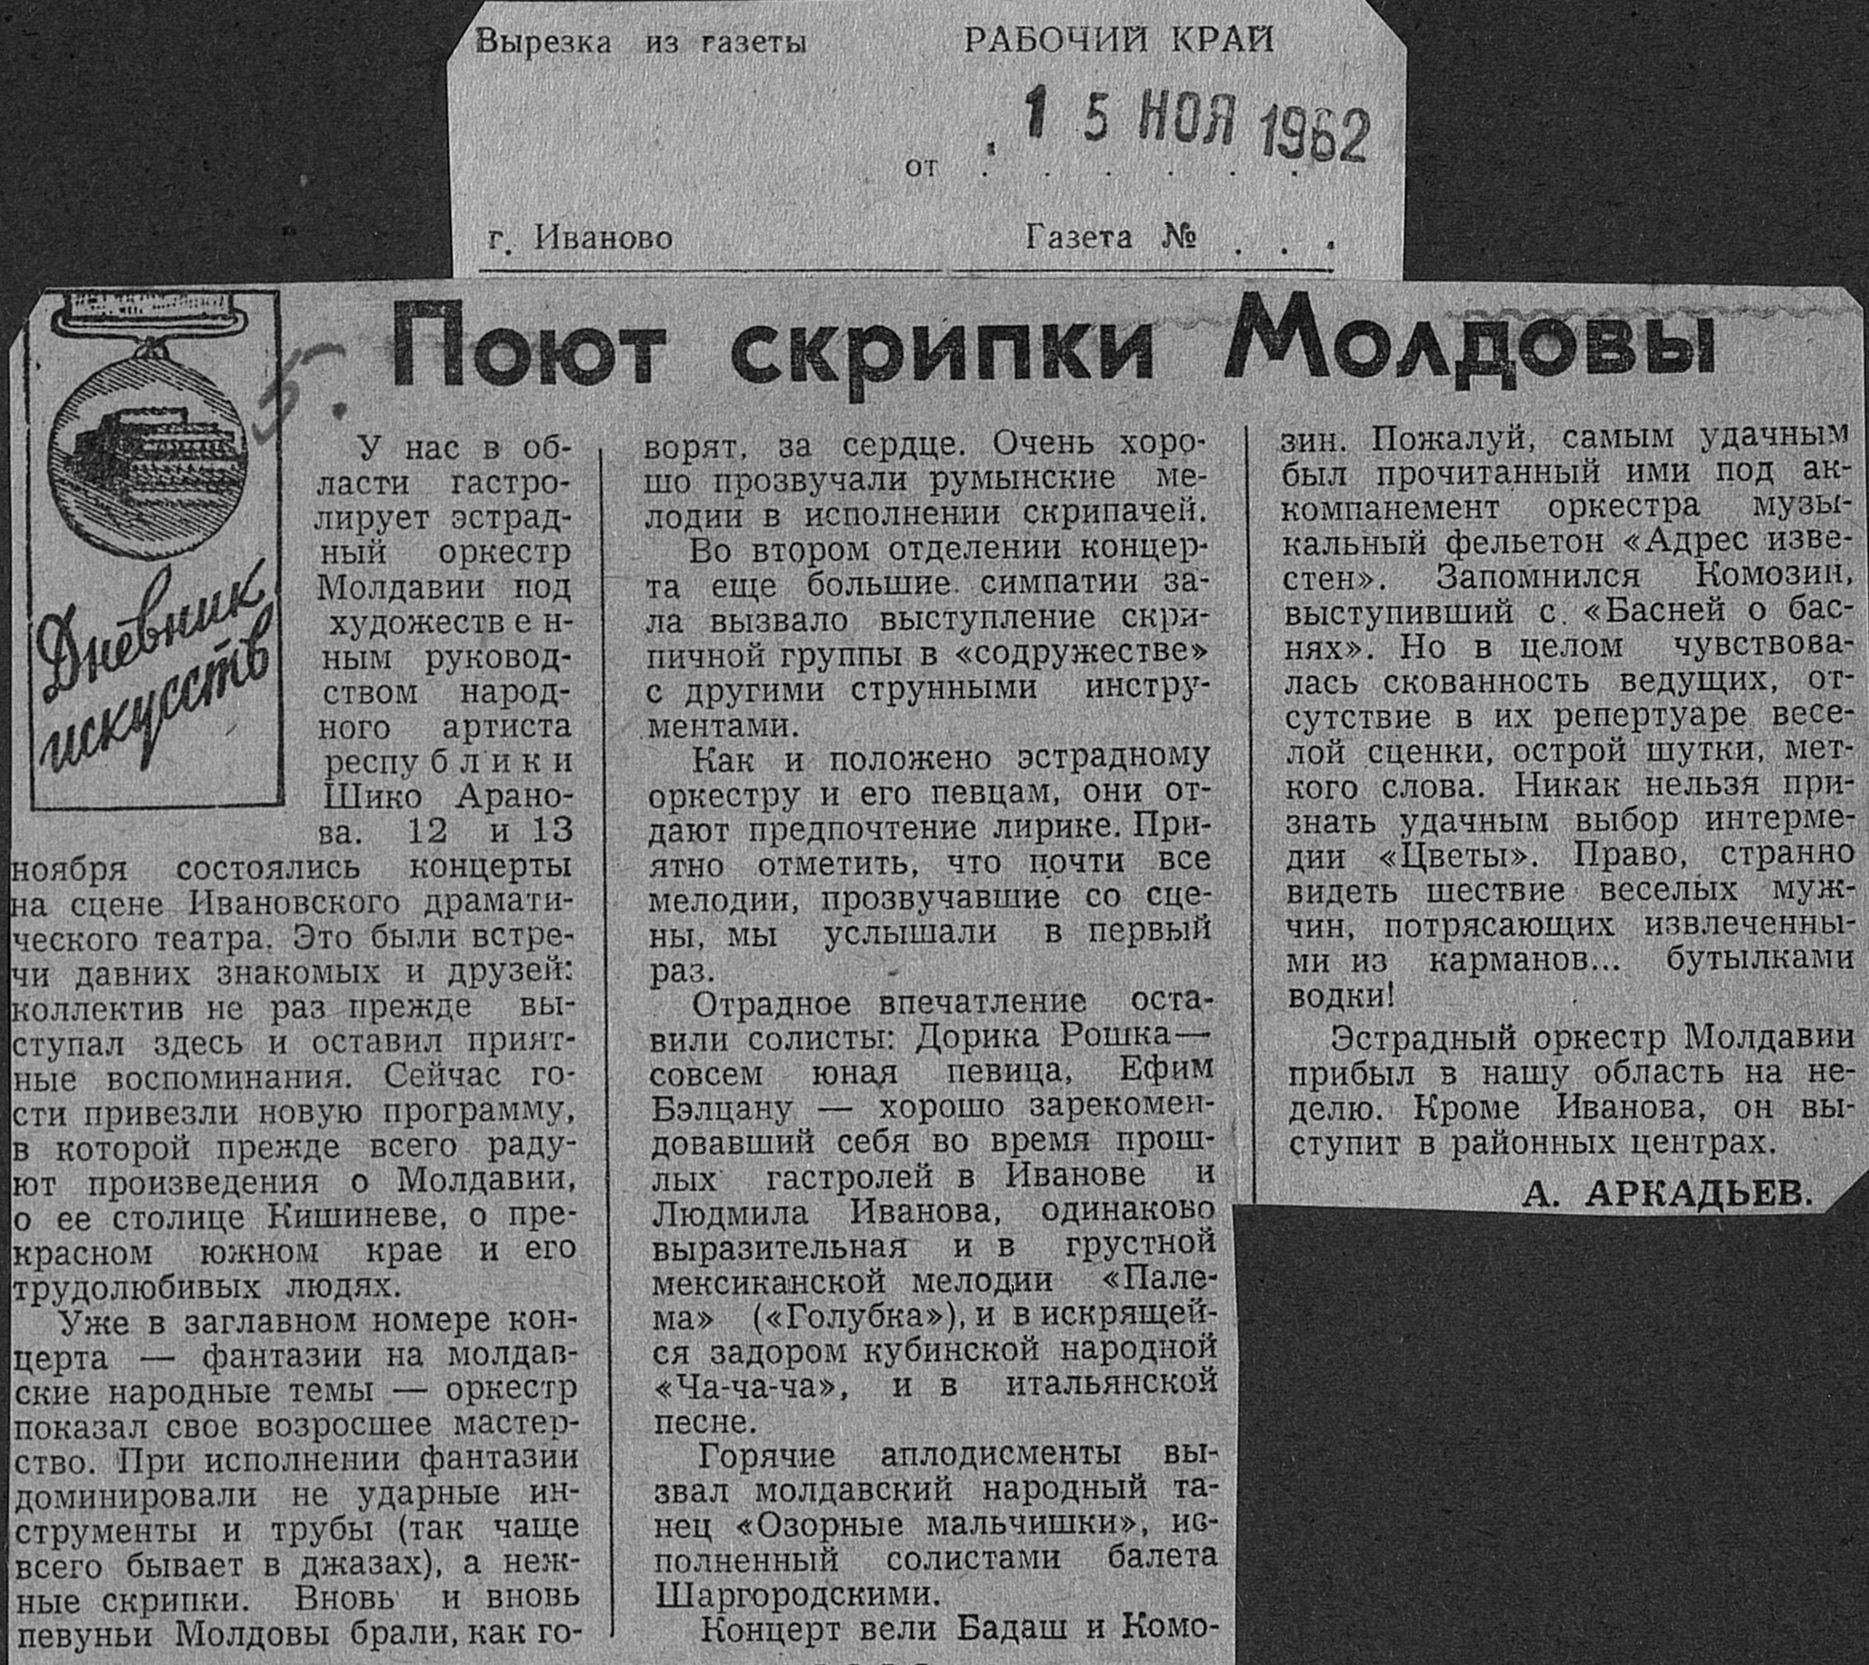 Вырезка из газеты РАБОЧИЙ КРАЙ
от 15 НОЯ 1962
г. Иваново Газета № . . .
Поют скрипки Молдовы
5.
Дневник
искусств
У нас в об-
ласти гастро-
лирует эстрад-
ный оркестр
Молдавии под
художествен-
ным руковод-
ством народ-
ного артиста
республики
Шико Арано-
ва. 12 и 13
ноября состоялись концерты
на сцене Ивановского драмати-
ческого театра. Это были встре-
чи давних знакомых и друзей:
коллектив не раз прежде вы-
ступал здесь и оставил прият-
ные воспоминания. Сейчас го-
сти привезли новую программу,
в которой прежде всего раду-
ют произведения о Молдавии,
о ее столице Кишиневе, о пре-
красном южном крае и его
трудолюбивых людях.
Уже в заглавном номере кон-
церта — фантазии на молдав-
ские народные темы — оркестр
показал свое возросшее мастер-
ство. При исполнении фантазии
доминировали не ударные ин-
струменты и трубы (так чаще
всего бывает в джазах), а неж-
ные скрипки. Вновь и вновь
певуньи Молдовы брали, как го-
ворят, за сердце. Очень хоро-
шо прозвучали румынские ме-
лодии в исполнении скрипачей.
Во втором отделении концер-
та еще большие симпатии за-
ла вызвало выступление скри-
пичной группы в «содружестве»
с другими струнными инстру-
ментами.
Как и положено эстрадному
оркестру и его певцам, они от-
дают предпочтение лирике. При-
ятно отметить, что почти все
мелодии, прозвучавшие со сце-
ны, мы услышали в первый
раз.
Отрадное впечатление оста-
вили солисты: Дорика Рошка—
совсем юная певица, Ефим
Бэлцану — хорошо зарекомен-
довавший себя во время прош-
лых гастролей в Иванове и
Людмила Иванова, одинаково
выразительная и в грустной
мексиканской мелодии «Пале-
ма» («Голубка»), и в искрящей-
ся задором кубинской народной
«Ча-ча-ча», и в итальянской
песне.
Горячие аплодисменты вы-
звал молдавский народный та-
нец «Озорные мальчишки», ис-
полненный солистами балета
Шаргородскими.
Концерт вели Бадаш и Комо-
зин. Пожалуй, самым удачным
был прочитанный ими под ак-
компанемент оркестра музы-
кальный фельетон «Адрес изве-
стен». Запомнился Комозин,
выступивший с «Басней о бас-
нях». Но в целом чувствова-
лась скованность ведущих, от-
сутствие в их репертуаре весе-
лой сценки, острой шутки, мет-
кого слова. Никак нельзя при-
знать удачным выбор интерме-
дии «Цветы». Право, странно
видеть шествие веселых муж-
чин, потрясающих извлеченны-
ми из карманов... бутылками
водки!
Эстрадный оркестр Молдавии
прибыл в нашу область на не-
делю. Кроме Иванова, он вы-
ступит в районных центрах.
А. АРКАДЬЕВ.